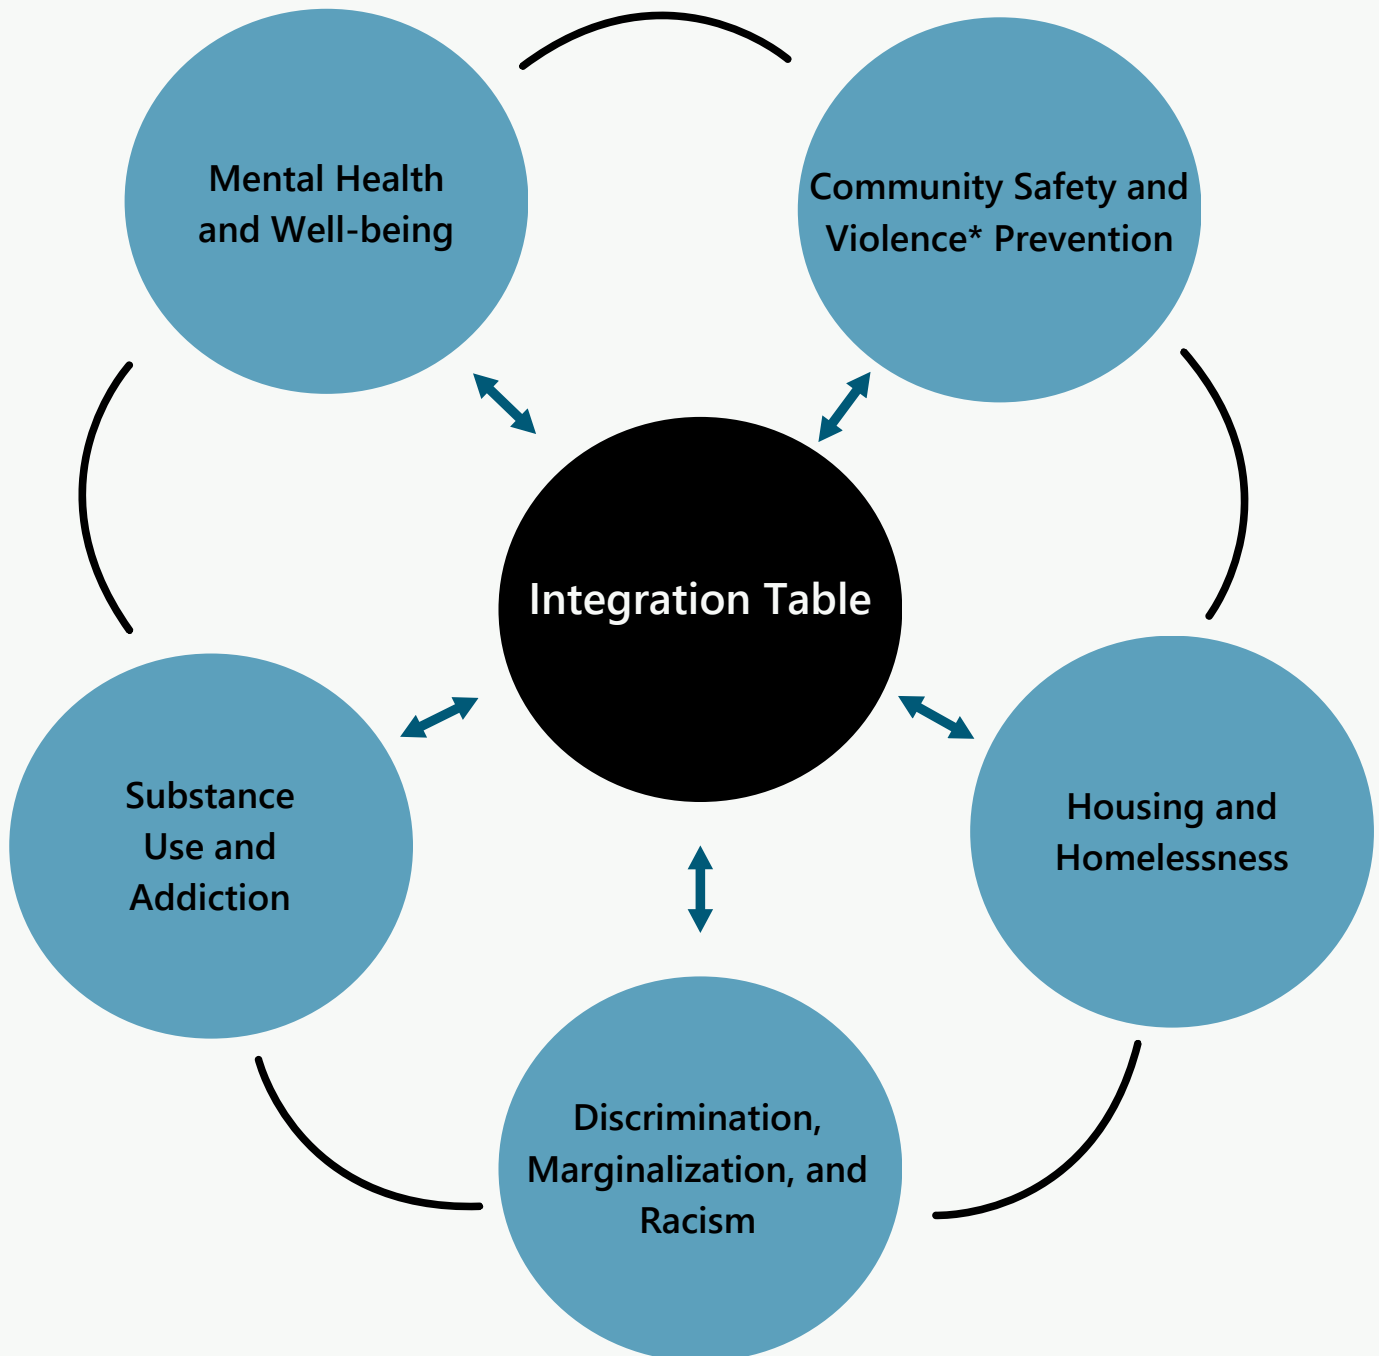 Mental Health
and Well-being
Community Safety and
Violence* Prevention
Integration Table
Substance
Use and
Addiction
Housing and
Homelessness
Discrimination,
Marginalization, and
Racism